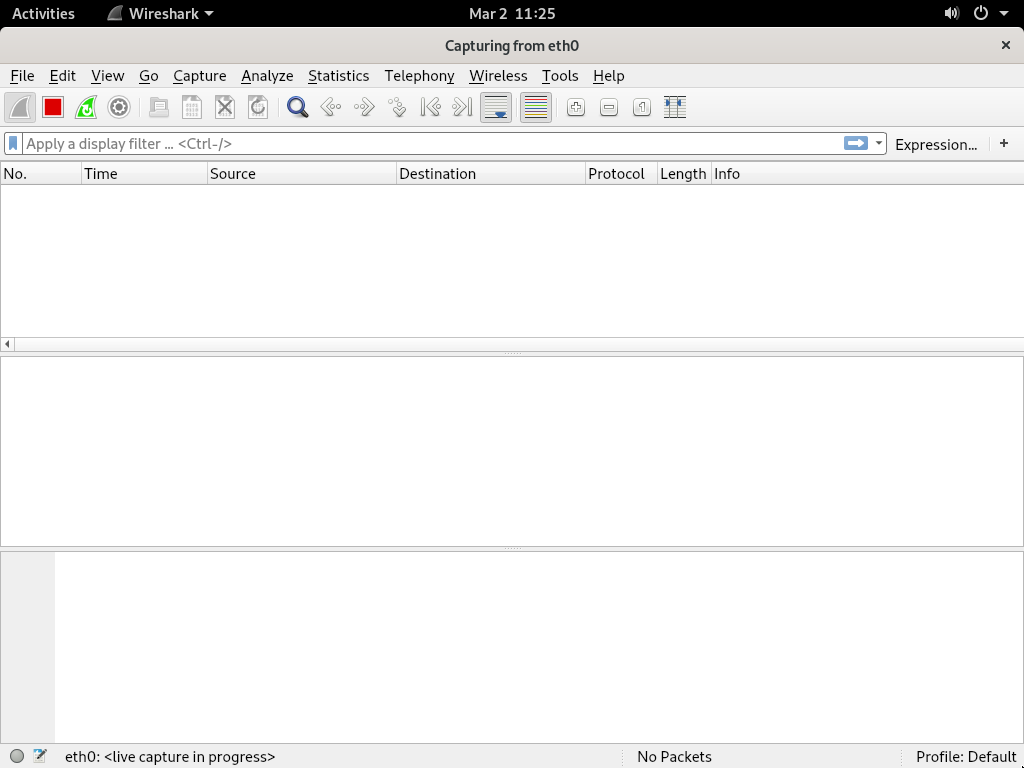 Activities Wireshark Mar 2 11:25
Capturing from eth0
File Edit View Go Capture Analyze Statistics Telephony Wireless Tools Help
Apply a display filter ... <Ctrl-/> Expression... +
No. Time Source Destination Protocol Length Info
eth0: <live capture in progress> No Packets Profile: Default